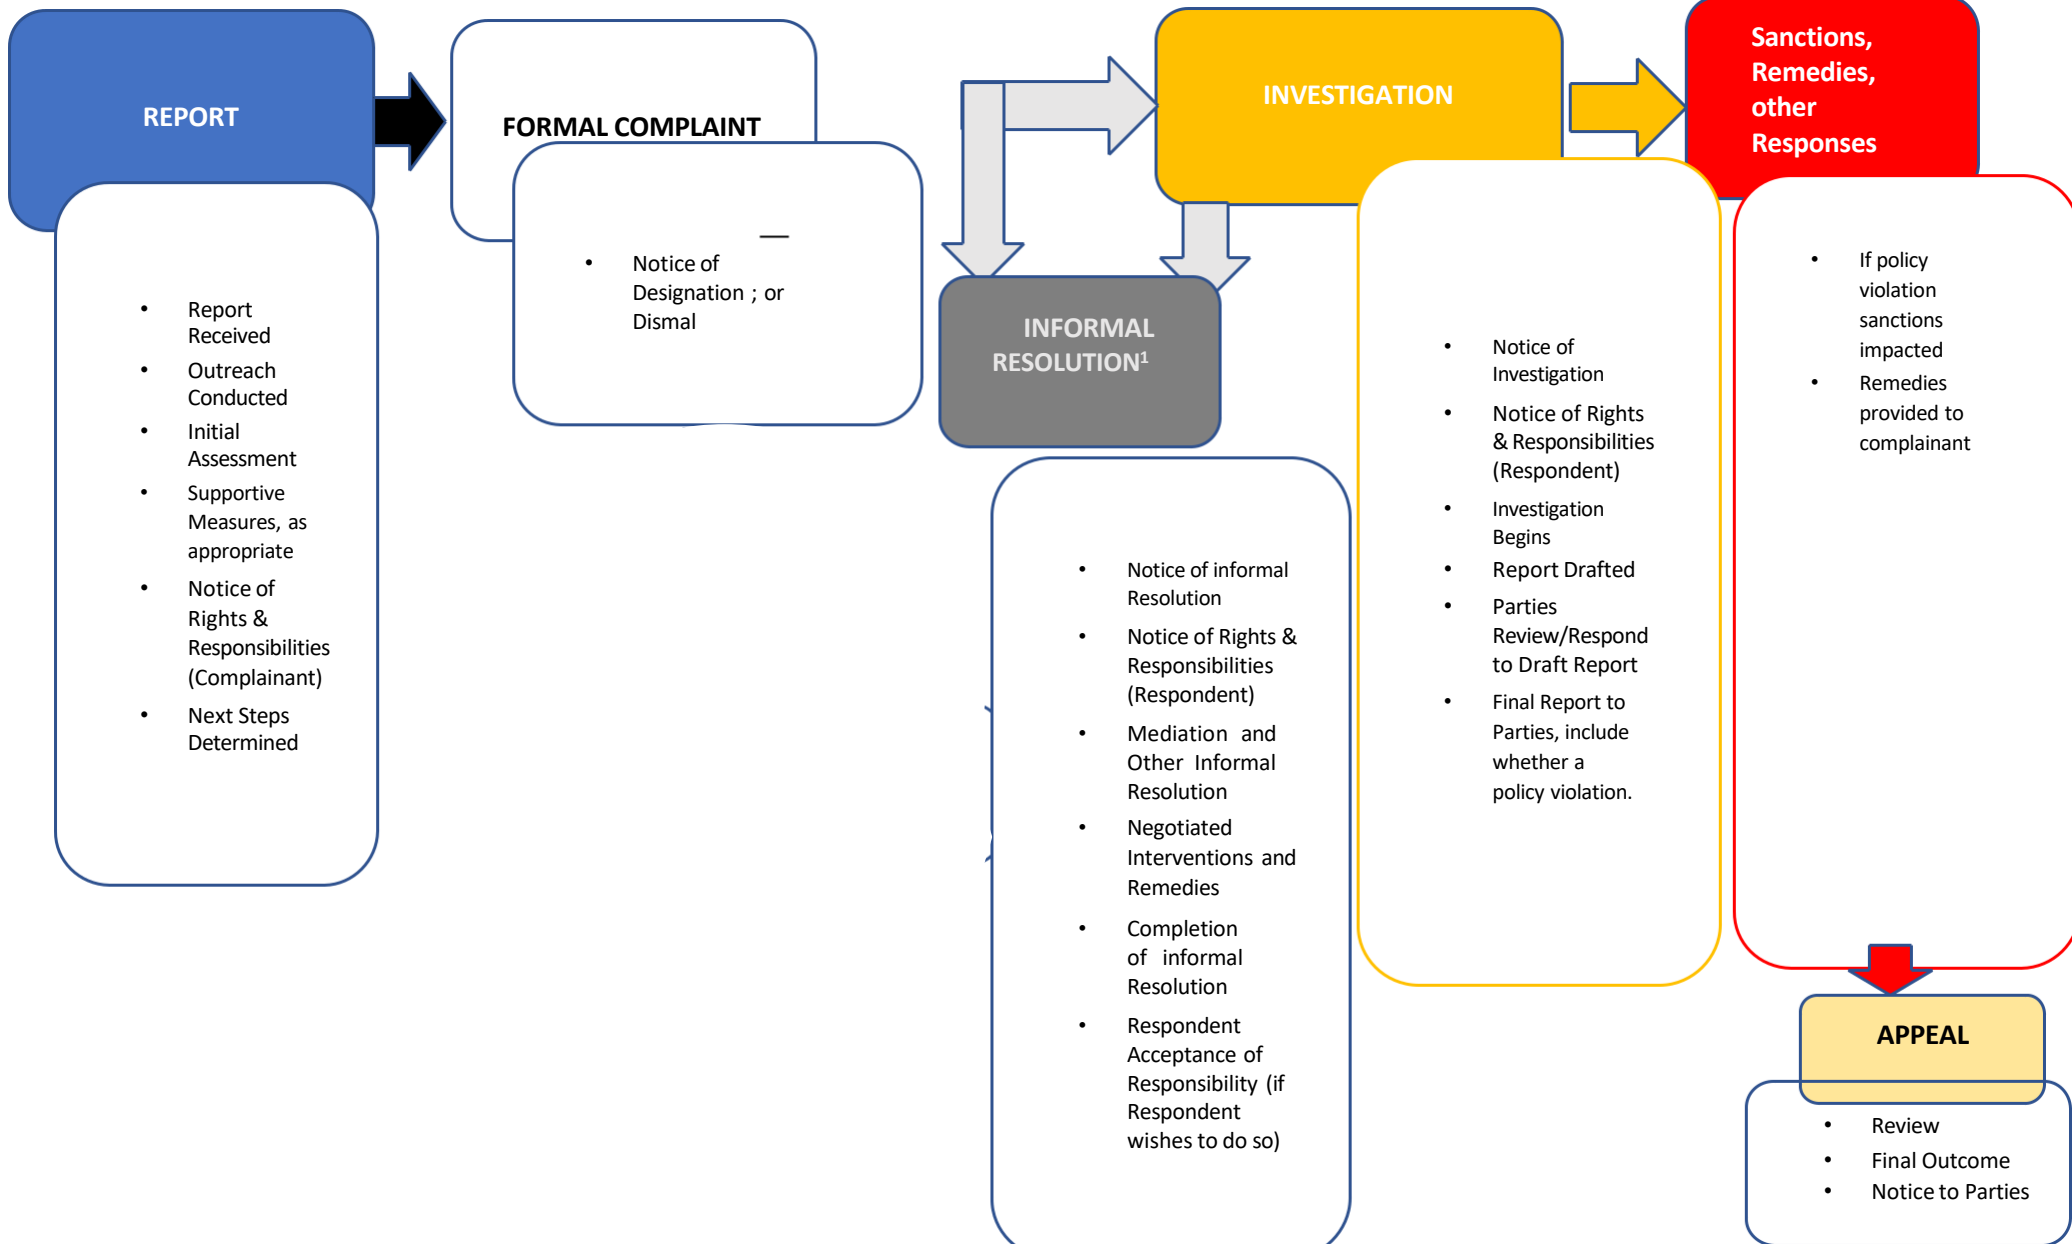 REPORT
• Report
Received
• Outreach
Conducted
• Initial
Assessment
• Supportive
Measures, as
appropriate
• Notice of
Rights &
Responsibilities
(Complainant)
• Next Steps
Determined
FORMAL COMPLAINT
• Notice of
Designation ; or
Dismal
INFORMAL
RESOLUTION¹
• Notice of informal
Resolution
• Notice of Rights &
Responsibilities
(Respondent)
• Mediation and
Other Informal
Resolution
• Negotiated
Interventions and
Remedies
• Completion
of informal
Resolution
• Respondent
Acceptance of
Responsibility (if
Respondent
wishes to do so)
INVESTIGATION
• Notice of
Investigation
• Notice of Rights
& Responsibilities
(Respondent)
• Investigation
Begins
• Report Drafted
• Parties
Review/Respond
to Draft Report
• Final Report to
Parties, include
whether a
policy violation.
Sanctions,
Remedies,
other
Responses
• If policy
violation
sanctions
impacted
• Remedies
provided to
complainant
APPEAL
• Review
• Final Outcome
• Notice to Parties